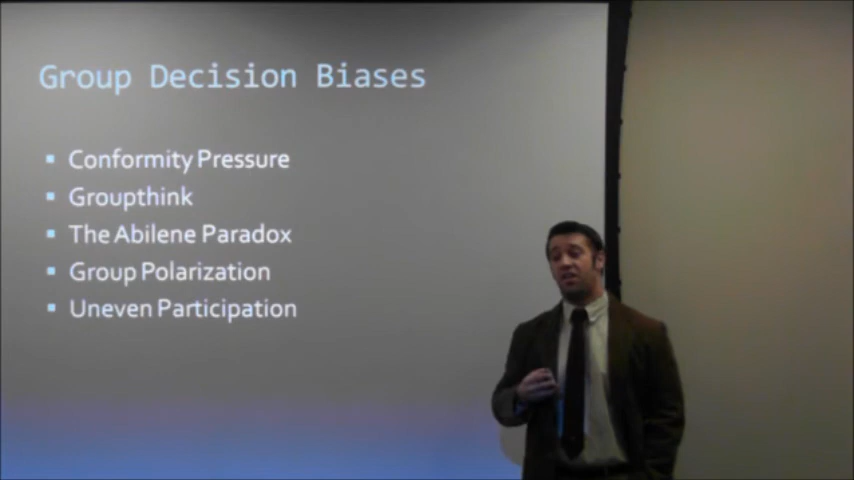 Group Decision Biases
Conformity Pressure
Groupthink
The Abilene Paradox
Group Polarization
Uneven Participation